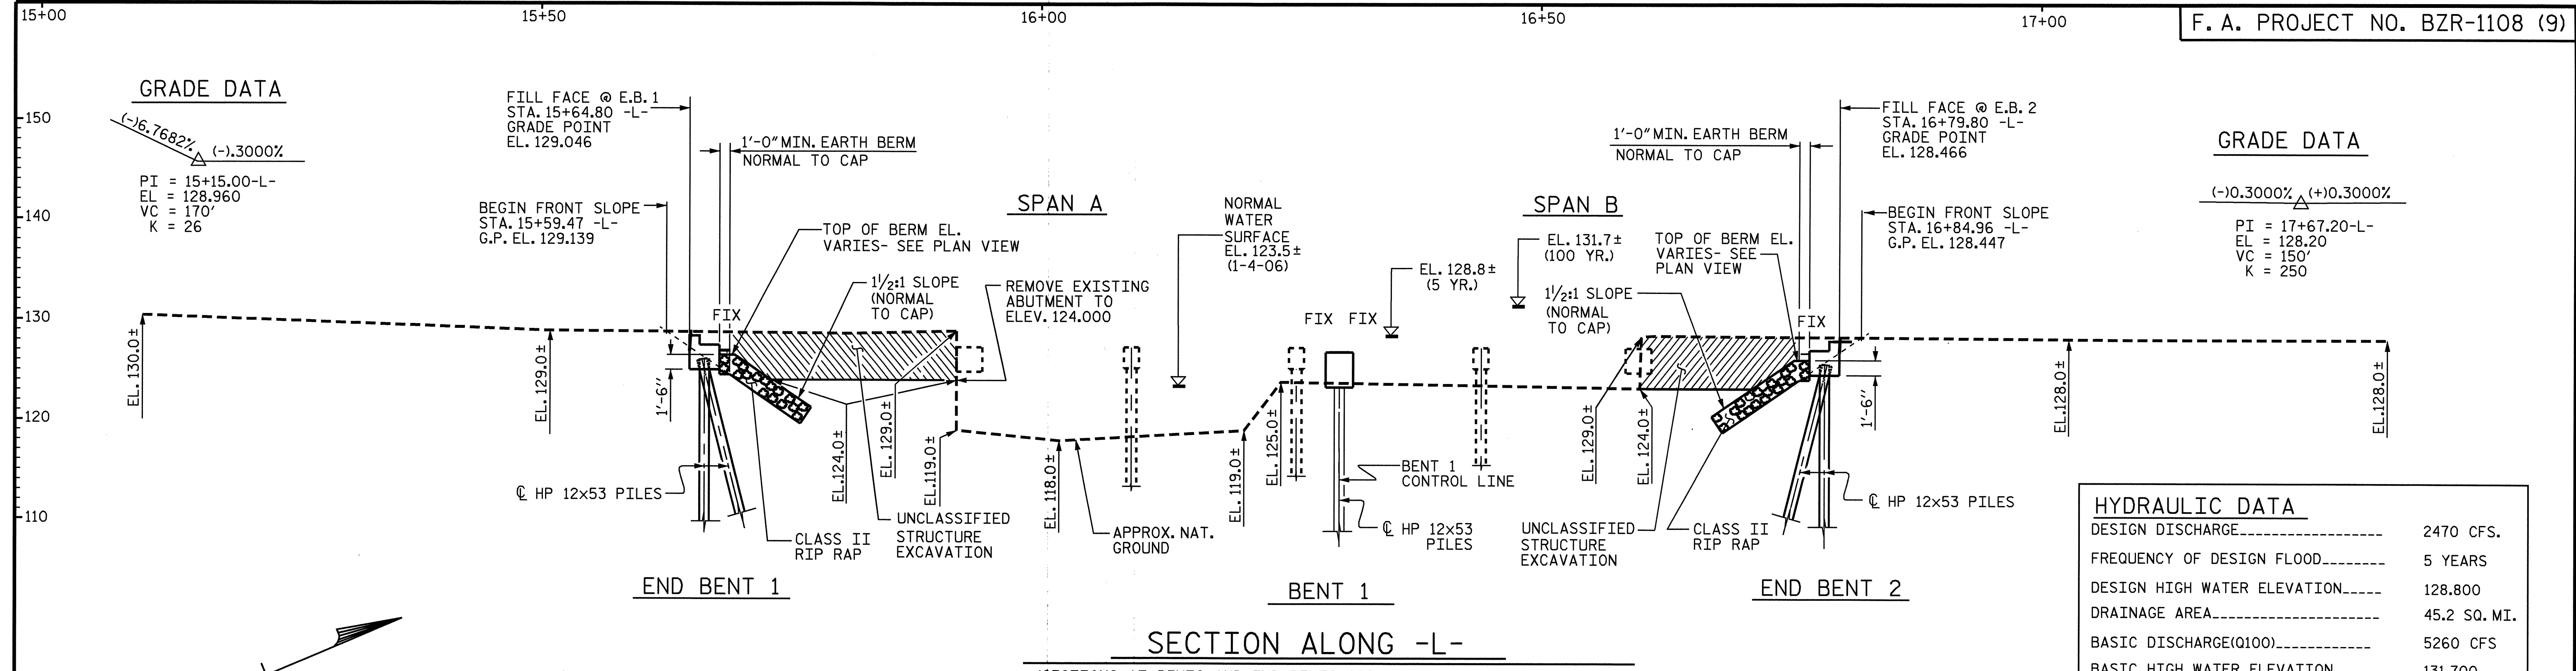 15+00
15+50
16+00
16+50
17+00
F. A. PROJECT NO. BZR-1108 (9)
150
140
130
120
110
GRADE DATA
(-)6.7682%
(-).3000%
PI = 15+15.00-L-
EL = 128.960
VC = 170'
K = 26
FILL FACE @ E.B. 1
STA. 15+64.80 -L-
GRADE POINT
EL. 129.046
1'-0" MIN. EARTH BERM
NORMAL TO CAP
BEGIN FRONT SLOPE
STA. 15+59.47 -L-
G.P. EL. 129.139
TOP OF BERM EL.
VARIES- SEE PLAN VIEW
1½:1 SLOPE
(NORMAL
TO CAP)
SPAN A
REMOVE EXISTING
ABUTMENT TO
ELEV. 124.000
NORMAL
WATER
SURFACE
EL. 123.5±
(1-4-06)
EL. 128.8±
(5 YR.)
SPAN B
EL. 131.7±
(100 YR.)
1'-0" MIN. EARTH BERM
NORMAL TO CAP
TOP OF BERM EL.
VARIES- SEE
PLAN VIEW
1½:1 SLOPE
(NORMAL
TO CAP)
FILL FACE @ E.B. 2
STA. 16+79.80 -L-
GRADE POINT
EL. 128.466
BEGIN FRONT SLOPE
STA. 16+84.96 -L-
G.P. EL. 128.447
GRADE DATA
(-)0.3000%
(+)0.3000%
PI = 17+67.20-L-
EL = 128.20
VC = 150'
K = 250
FIX
FIX FIX
FIX
EL. 130.0±
EL. 129.0±
1'-6"
EL. 124.0±
EL. 129.0±
EL. 119.0±
EL. 118.0±
EL. 119.0±
EL. 125.0±
EL. 129.0±
EL. 124.0±
1'-6"
EL. 128.0±
EL. 128.0±
℄ HP 12x53 PILES
CLASS II
RIP RAP
UNCLASSIFIED
STRUCTURE
EXCAVATION
APPROX. NAT.
GROUND
BENT 1
CONTROL LINE
℄ HP 12x53
PILES
UNCLASSIFIED
STRUCTURE
EXCAVATION
CLASS II
RIP RAP
℄ HP 12x53 PILES
END BENT 1
BENT 1
END BENT 2
SECTION ALONG -L-
HYDRAULIC DATA
DESIGN DISCHARGE 2470 CFS.
FREQUENCY OF DESIGN FLOOD 5 YEARS
DESIGN HIGH WATER ELEVATION 128.800
DRAINAGE AREA 45.2 SQ. MI.
BASIC DISCHARGE(Q100) 5260 CFS
BASIC HIGH WATER ELEVATION 131.700